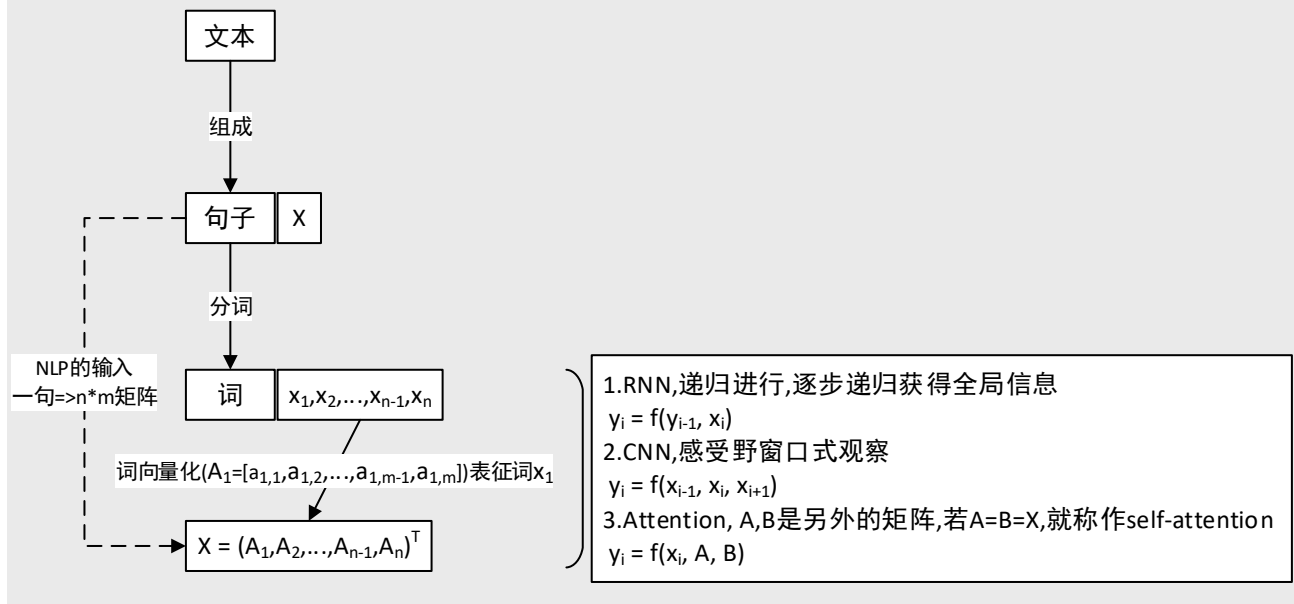 文本
组成
句子 X
分词
NLP的输入
一句=>n*m矩阵
词 x₁,x₂,...,xₙ₋₁,xₙ
词向量化(A₁=[a₁,₁,a₁,₂,...,a₁,ₘ₋₁,a₁,ₘ])表征词x₁
X = (A₁,A₂,...,Aₙ₋₁,Aₙ)ᵀ
1.RNN,递归进行,逐步递归获得全局信息
yᵢ = f(yᵢ₋₁, xᵢ)
2.CNN,感受野窗口式观察
yᵢ = f(xᵢ₋₁, xᵢ, xᵢ₊₁)
3.Attention, A,B是另外的矩阵,若A=B=X,就称作self-attention
yᵢ = f(xᵢ, A, B)